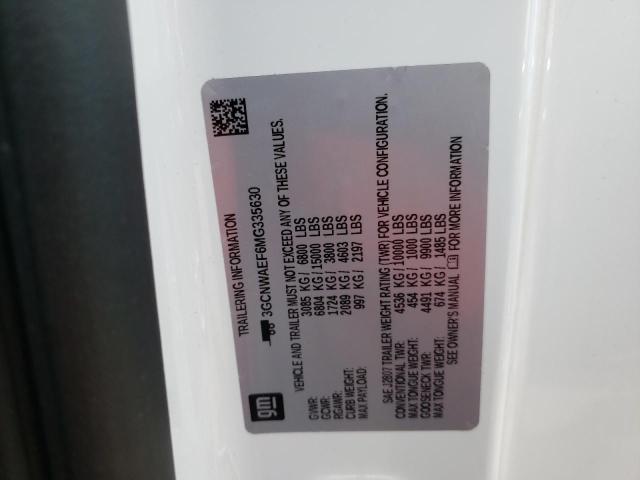 TRAILERING INFORMATION
3GCNWAEF6MG335630
VEHICLE AND TRAILER MUST NOT EXCEED ANY OF THESE VALUES.
GVWR: 3085 KG / 6800 LBS
GCWR: 6804 KG / 15000 LBS
RGAWR: 1724 KG / 3800 LBS
CURB WEIGHT: 2089 KG / 4603 LBS
MAX PAYLOAD: 997 KG / 2197 LBS
SAE J2807 TRAILER WEIGHT RATING (TWR) FOR VEHICLE CONFIGURATION.
CONVENTIONAL TWR: 4536 KG / 10000 LBS
MAX TONGUE WEIGHT: 454 KG / 1000 LBS
GOOSENECK TWR: 4491 KG / 9900 LBS
MAX TONGUE WEIGHT: 674 KG / 1485 LBS
SEE OWNER'S MANUAL FOR MORE INFORMATION
gm